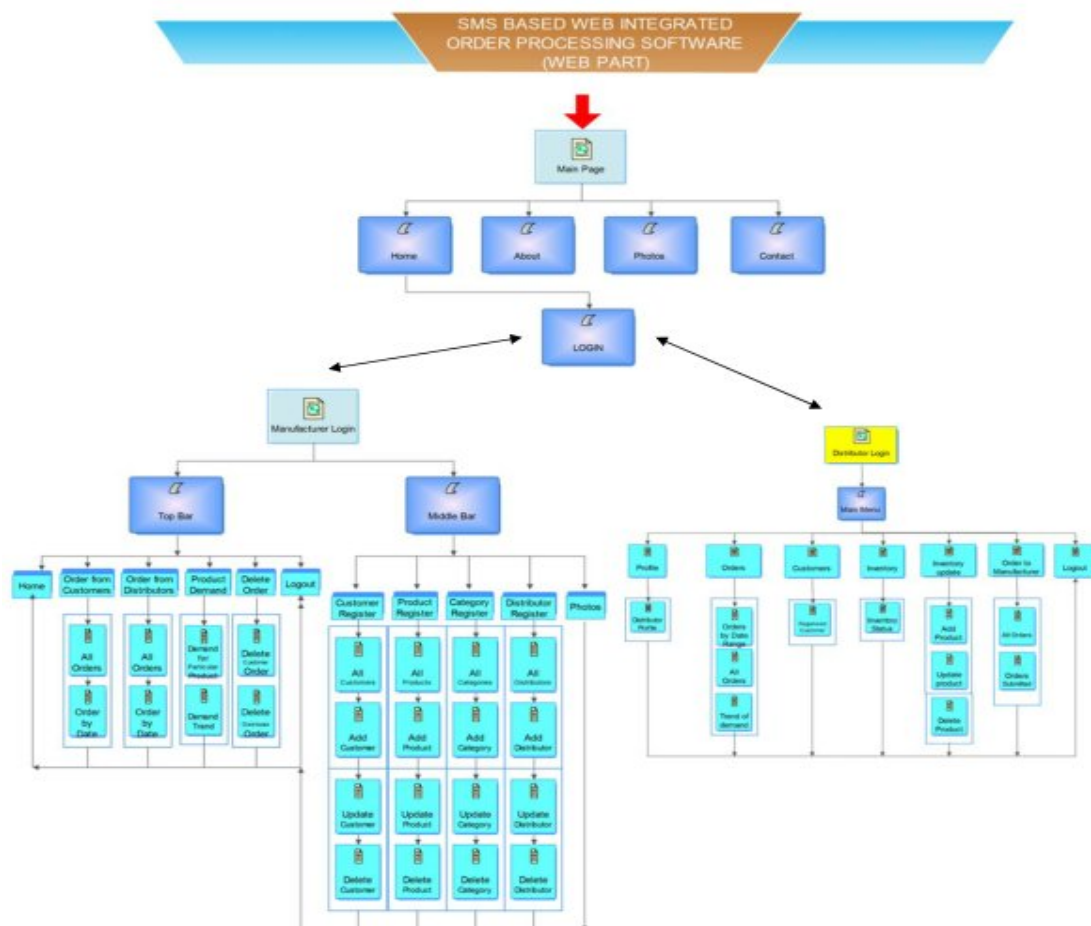 SMS BASED WEB INTEGRATED
ORDER PROCESSING SOFTWARE
(WEB PART)
Main Page
Home
About
Photos
Contact
LOGIN
Manufacturer Login
Distributor Login
Top Bar
Middle Bar
Main Menu
Home
Order from
Customers
Order from
Distributors
Product
Demand
Delete
Order
Logout
All
Orders
Order
by
Date
All
Orders
Order
by
Date
Demand
for
Particular
Product
Demand
Trend
Delete
Customer
Order
Delete
Order
Customer
Register
Product
Register
Category
Register
Distributor
Register
Photos
All
Customers
Add
Customer
Update
Customer
Delete
Customer
All
Products
Add
Product
Update
Product
Delete
Product
All
Categories
Add
Category
Update
Category
Delete
Category
All
Distributors
Add
Distributor
Update
Distributor
Delete
Distributor
Profile
Orders
Customers
Inventory
Inventory
update
Order to
Manufacturer
Logout
Distributor
Profile
Orders
by Date
Range
All
Orders
Trend of
demand
Registered
Customer
Inventory
Status
Add
Product
Update
product
Delete
Product
All Orders
Orders
Submitted